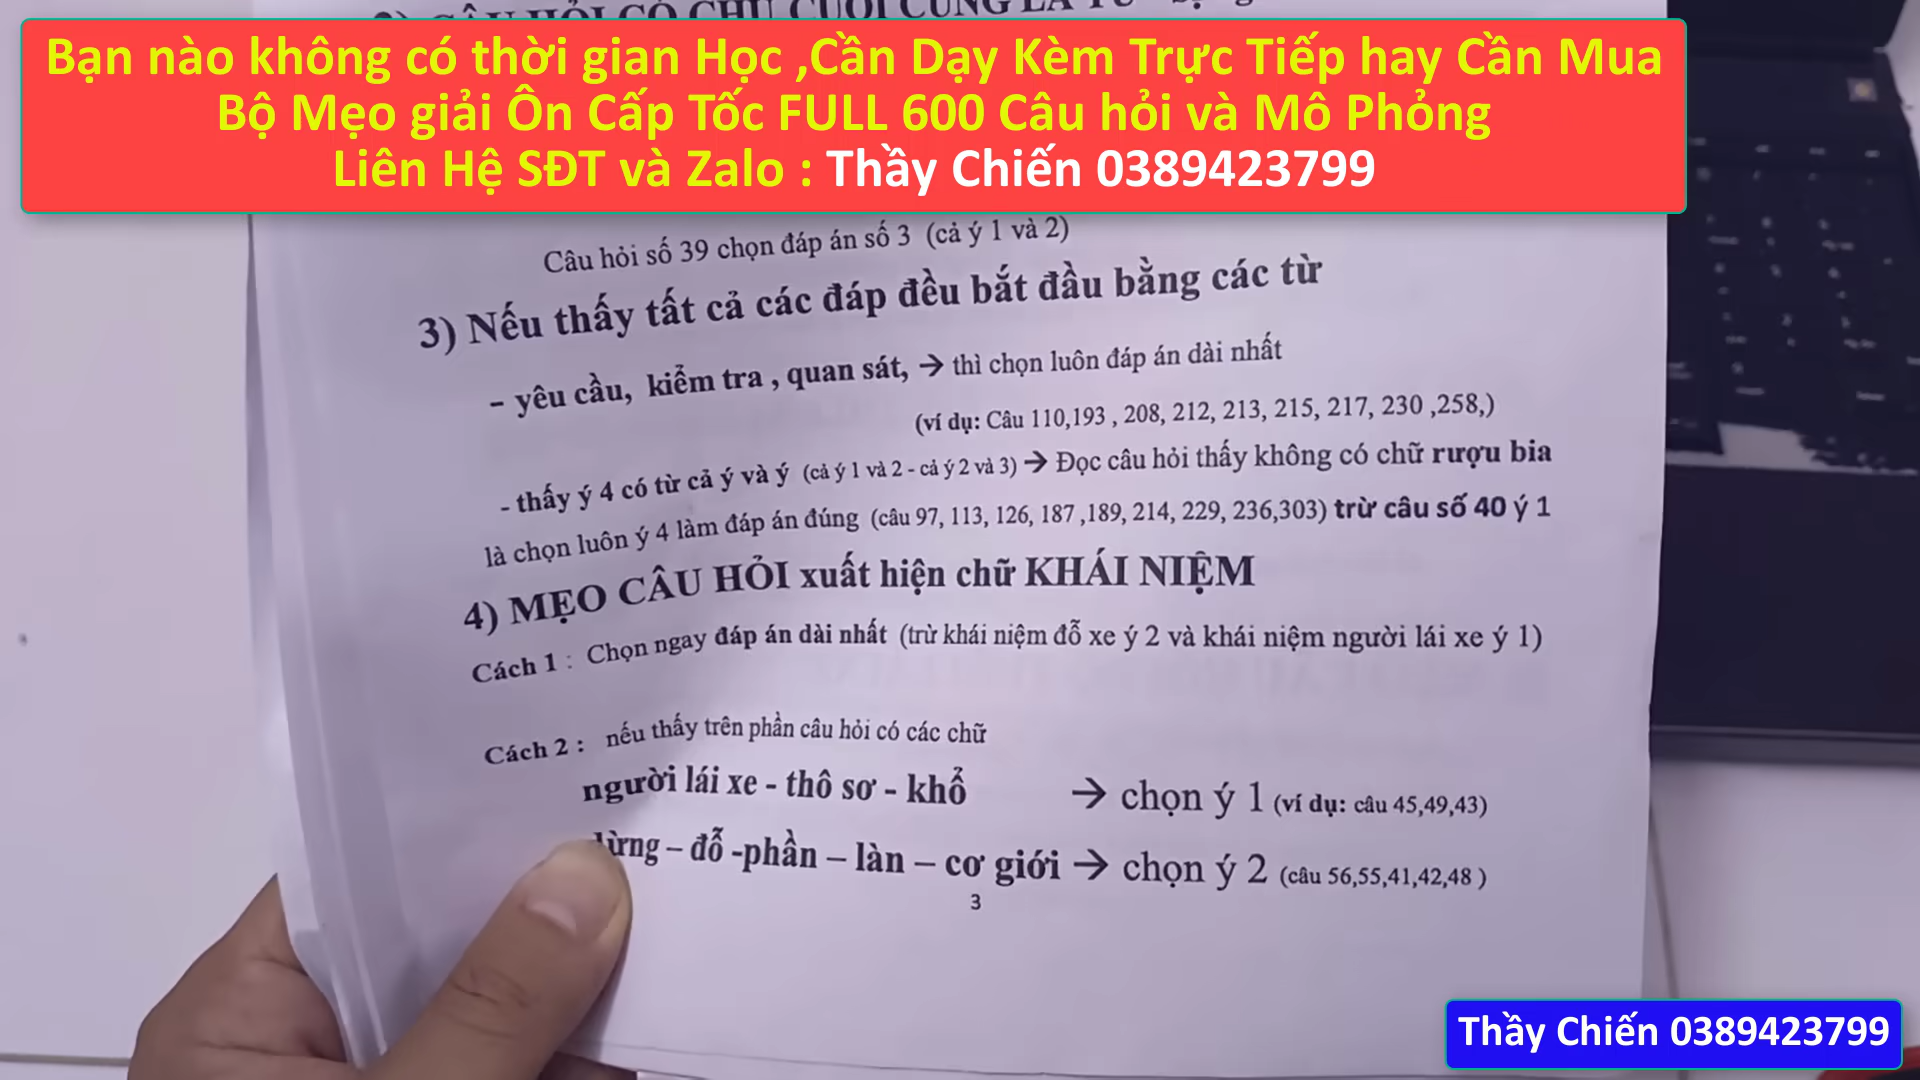 CÂU HỎI CÓ CHỮ CUỐI CÙNG LÀ TỪ
Bạn nào không có thời gian Học ,Cần Dạy Kèm Trực Tiếp hay Cần Mua
Bộ Mẹo giải Ôn Cấp Tốc FULL 600 Câu hỏi và Mô Phỏng
Liên Hệ SĐT và Zalo : Thầy Chiến 0389423799
Câu hỏi số 39 chọn đáp án số 3 (cả ý 1 và 2)
3) Nếu thấy tất cả các đáp đều bắt đầu bằng các từ
- yêu cầu, kiểm tra , quan sát, → thì chọn luôn đáp án dài nhất
(ví dụ: Câu 110,193 , 208, 212, 213, 215, 217, 230 ,258,)
- thấy ý 4 có từ cả ý và ý (cả ý 1 và 2 - cả ý 2 và 3) → Đọc câu hỏi thấy không có chữ rượu bia
là chọn luôn ý 4 làm đáp án đúng (câu 97, 113, 126, 187 ,189, 214, 229, 236,303) trừ câu số 40 ý 1
4) MẸO CÂU HỎI xuất hiện chữ KHÁI NIỆM
Cách 1 : Chọn ngay đáp án dài nhất (trừ khái niệm đỗ xe ý 2 và khái niệm người lái xe ý 1)
Cách 2 : nếu thấy trên phần câu hỏi có các chữ
người lái xe - thô sơ - khổ → chọn ý 1 (ví dụ: câu 45,49,43)
dừng – đỗ -phần – làn – cơ giới → chọn ý 2 (câu 56,55,41,42,48 )
3
Thầy Chiến 0389423799